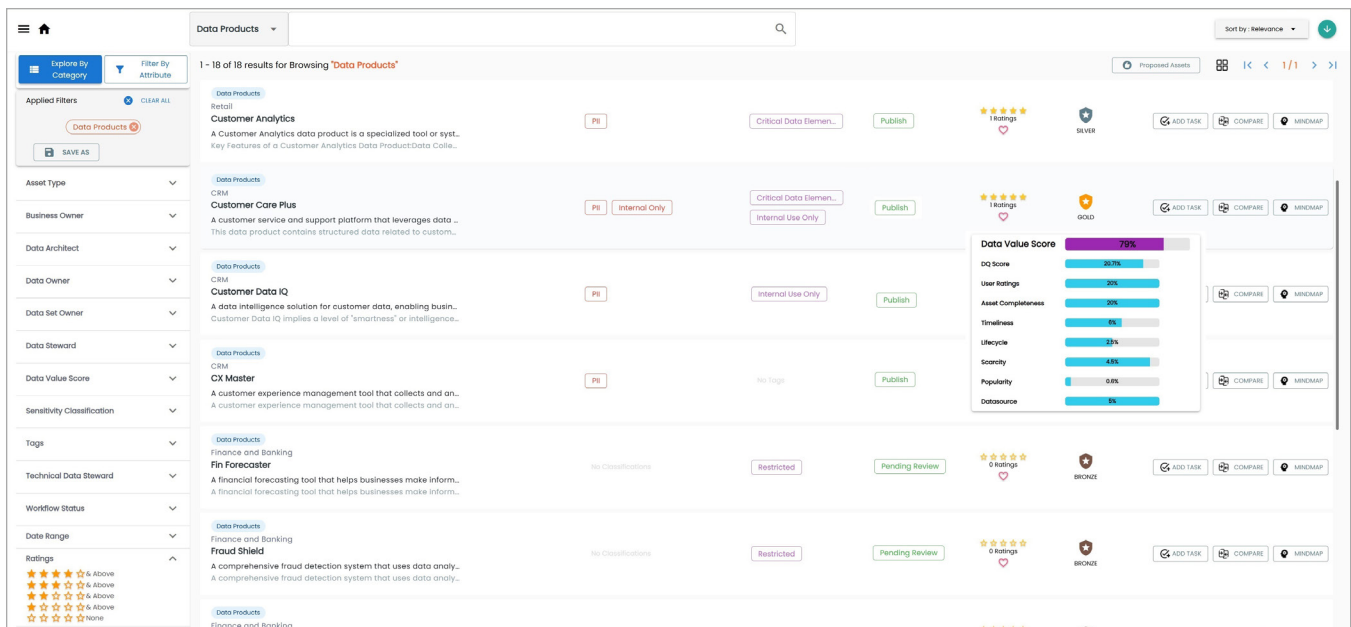 Data Products
Sort by : Relevance
Explore By
Category
Filter By
Attribute
1 - 18 of 18 results for Browsing "Data Products"
Proposed Assets
1 / 1
Applied Filters
CLEAR ALL
Data Products
SAVE AS
Asset Type
Business Owner
Data Architect
Data Owner
Data Set Owner
Data Steward
Data Value Score
Sensitivity Classification
Tags
Technical Data Steward
Workflow Status
Date Range
Ratings
& Above
& Above
& Above
& Above
None
Data Products
Retail
Customer Analytics
A Customer Analytics data product is a specialized tool or syst...
Key Features of a Customer Analytics Data Product:Data Colle...
PII
Critical Data Elemen...
Publish
1 Ratings
SILVER
ADD TASK
COMPARE
MINDMAP
Data Products
CRM
Customer Care Plus
A customer service and support platform that leverages data ...
This data product contains structured data related to custom...
PII
Internal Only
Critical Data Elemen...
Internal Use Only
Publish
1 Ratings
GOLD
ADD TASK
COMPARE
MINDMAP
Data Value Score 79%
DQ Score 20.71%
User Ratings 20%
Asset Completeness 20%
Timeliness 6%
Lifecycle 2.5%
Scarcity 4.5%
Popularity 0.6%
Datasource 5%
Data Products
CRM
Customer Data IQ
A data intelligence solution for customer data, enabling busin...
Customer Data IQ implies a level of "smartness" or intelligence...
PII
Internal Use Only
Publish
COMPARE
MINDMAP
Data Products
CRM
CX Master
A customer experience management tool that collects and an...
A customer experience management tool that collects and an...
PII
No Tags
Publish
COMPARE
MINDMAP
Data Products
Finance and Banking
Fin Forecaster
A financial forecasting tool that helps businesses make inform...
A financial forecasting tool that helps businesses make inform...
No Classifications
Restricted
Pending Review
0 Ratings
BRONZE
ADD TASK
COMPARE
MINDMAP
Data Products
Finance and Banking
Fraud Shield
A comprehensive fraud detection system that uses data analy...
A comprehensive fraud detection system that uses data analy...
No Classifications
Restricted
Pending Review
0 Ratings
BRONZE
ADD TASK
COMPARE
MINDMAP
Data Products
Finance and Banking